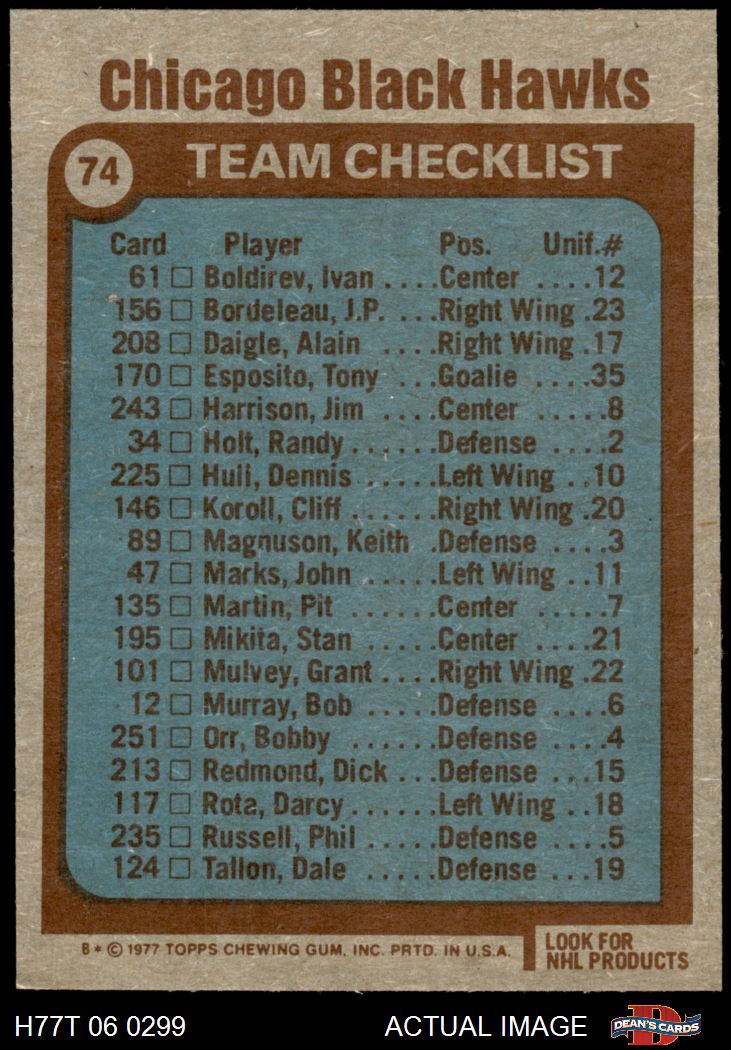 Chicago Black Hawks
74 TEAM CHECKLIST
Card Player Pos. Unif.#
61 □ Boldirev, Ivan ....Center ....12
156 □ Bordeleau, J.P. ...Right Wing .23
208 □ Daigle, Alain ....Right Wing .17
170 □ Esposito, Tony ...Goalie ....35
243 □ Harrison, Jim ....Center .....8
34 □ Holt, Randy......Defense ....2
225 □ Hull, Dennis .....Left Wing ..10
146 □ Koroll, Cliff ......Right Wing .20
89 □ Magnuson, Keith .Defense ....3
47 □ Marks, John .....Left Wing ..11
135 □ Martin, Pit ......Center .....7
195 □ Mikita, Stan .....Center ....21
101 □ Mulvey, Grant....Right Wing .22
12 □ Murray, Bob .....Defense ....6
251 □ Orr, Bobby ......Defense ....4
213 □ Redmond, Dick ...Defense ...15
117 □ Rota, Darcy......Left Wing ..18
235 □ Russell, Phil .....Defense ....5
124 □ Tallon, Dale .....Defense ...19
B * © 1977 TOPPS CHEWING GUM, INC. PRTD. IN U.S.A.
LOOK FOR
NHL PRODUCTS
H77T 06 0299 ACTUAL IMAGE D DEAN'S CARDS